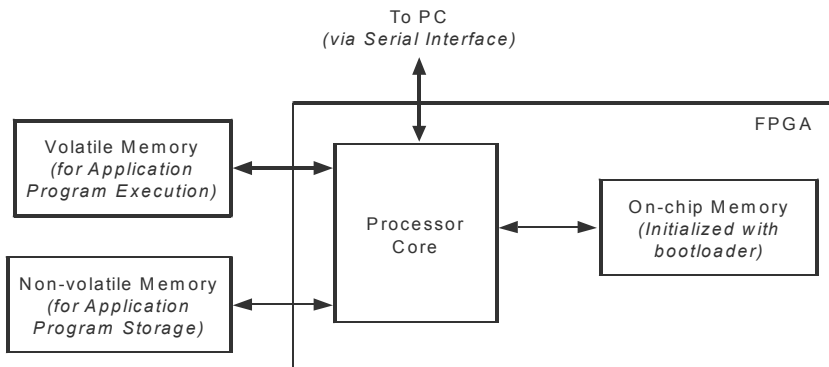 To PC
(via Serial Interface)
FPGA
Volatile Memory
(for Application
Program Execution)
Processor
Core
On-chip Memory
(Initialized with
bootloader)
Non-volatile Memory
(for Application
Program Storage)